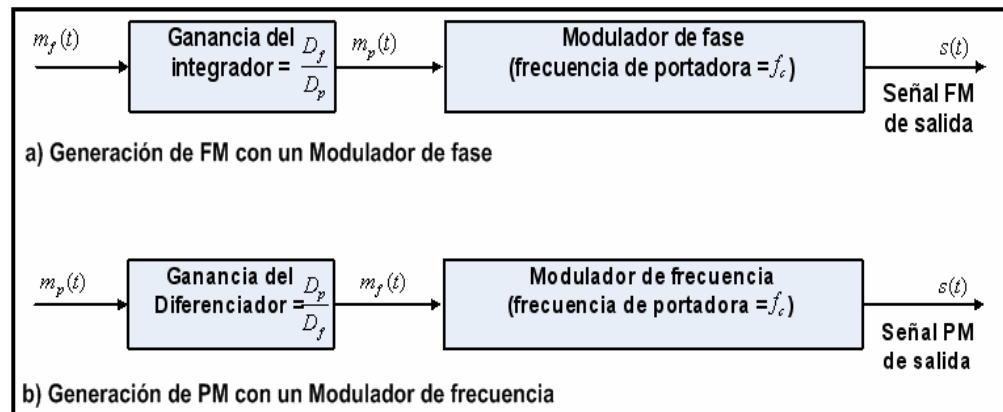 m_f(t)
Ganancia del
integrador = D_f / D_p
m_p(t)
Modulador de fase
(frecuencia de portadora = f_c)
s(t)
Señal FM
de salida
a) Generación de FM con un Modulador de fase
m_p(t)
Ganancia del
Diferenciador = D_p / D_f
m_f(t)
Modulador de frecuencia
(frecuencia de portadora = f_c)
s(t)
Señal PM
de salida
b) Generación de PM con un Modulador de frecuencia